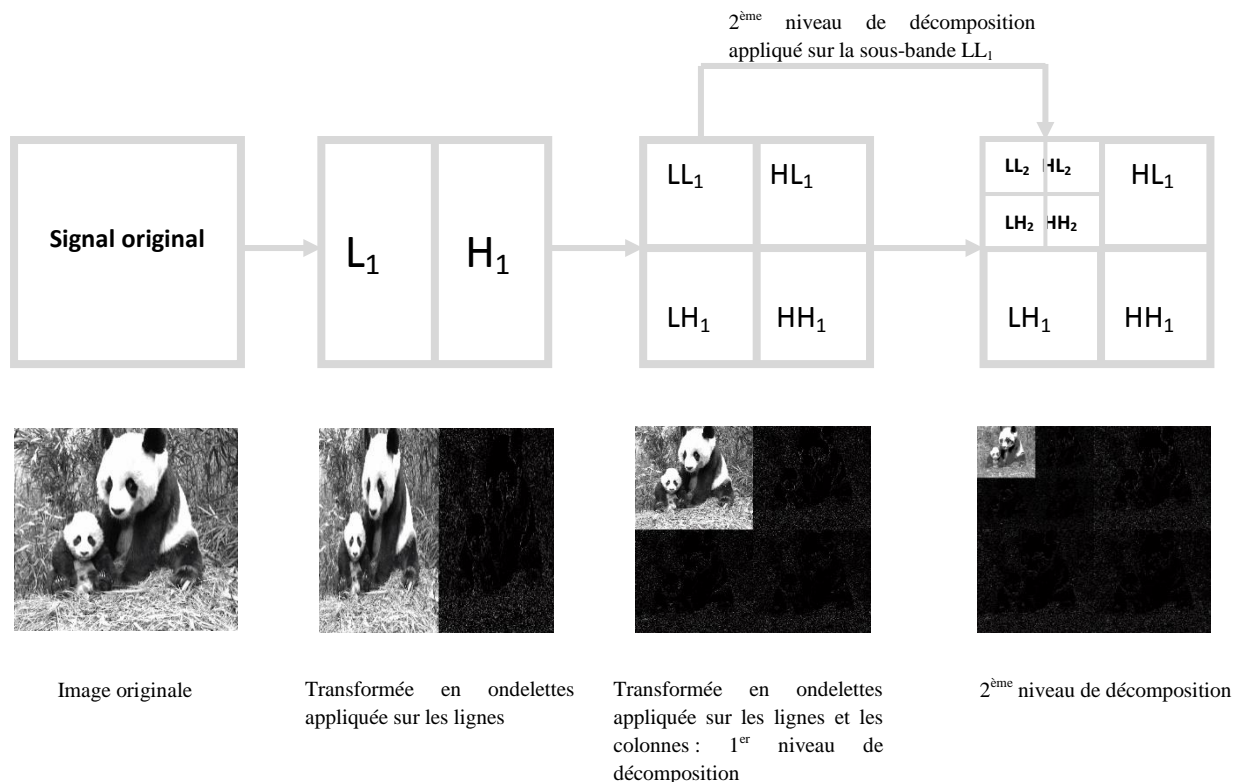 2ème niveau de décomposition
appliqué sur la sous-bande LL1
Signal original
L1
H1
LL1
HL1
LH1
HH1
LL2 HL2
LH2 HH2
HL1
LH1
HH1
Image originale
Transformée en ondelettes
appliquée sur les lignes
Transformée en ondelettes
appliquée sur les lignes et les
colonnes : 1er niveau de
décomposition
2ème niveau de décomposition